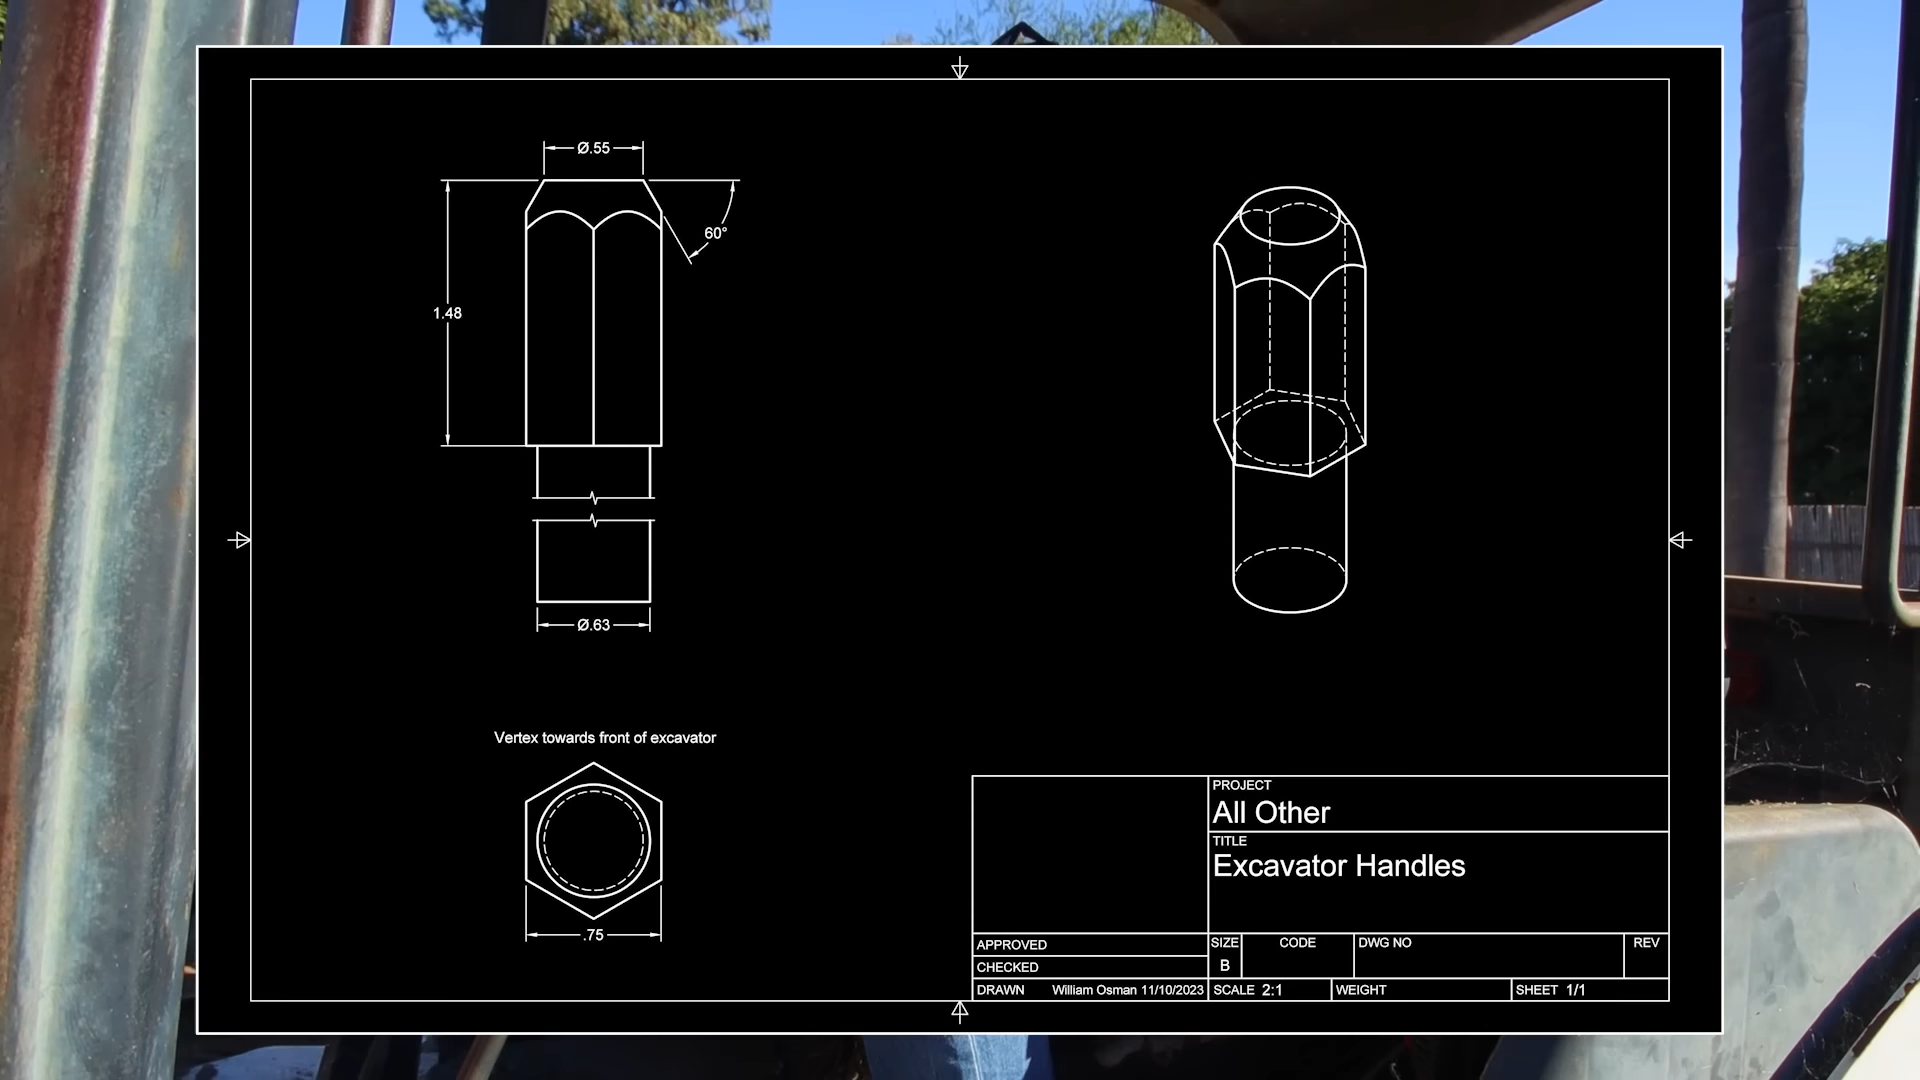 Ø.55
60°
1.48
Ø.63
Vertex towards front of excavator
.75
PROJECT
All Other
TITLE
Excavator Handles
APPROVED
CHECKED
DRAWN William Osman 11/10/2023
SIZE
B
CODE
DWG NO
REV
SCALE 2:1
WEIGHT
SHEET 1/1